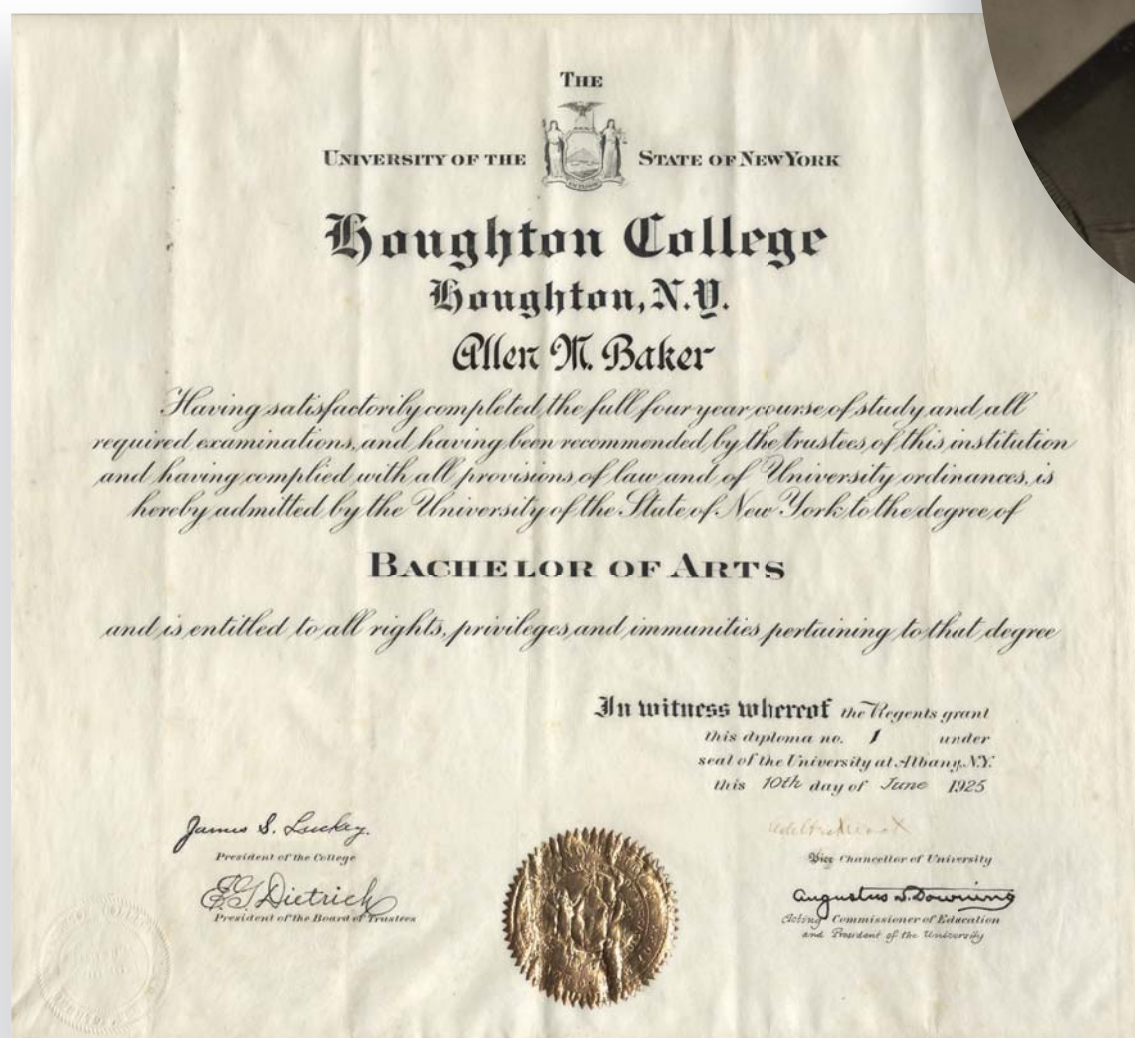 THE
UNIVERSITY OF THE STATE OF NEW YORK
EXCELSIOR
Houghton College
Houghton, N.Y.
Allen M. Baker
Having satisfactorily completed the full four year course of study and all
required examinations, and having been recommended by the trustees of this institution
and having complied with all provisions of law and of University ordinances, is
hereby admitted by the University of the State of New York to the degree of
BACHELOR OF ARTS
and is entitled to all rights, privileges and immunities pertaining to that degree
In witness whereof the Regents grant
this diploma no. 1 under
seal of the University at Albany, N.Y.
this 10th day of June 1925
James S. Luckey.
President of the College
E G Dietrich
President of the Board of Trustees
Vice Chancellor of University
Augustus S. Downing
Acting Commissioner of Education
and President of the University